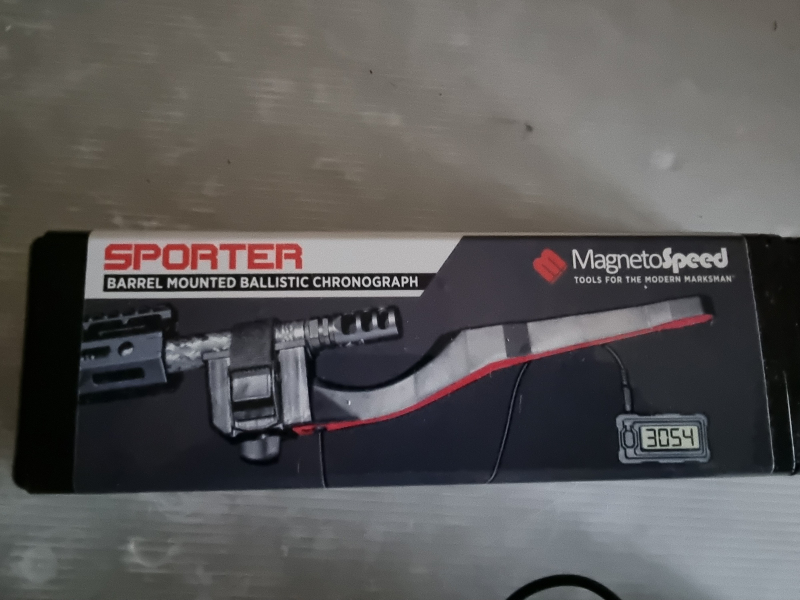 SPORTER
BARREL MOUNTED BALLISTIC CHRONOGRAPH
MagnetoSpeed
TOOLS FOR THE MODERN MARKSMAN
3054